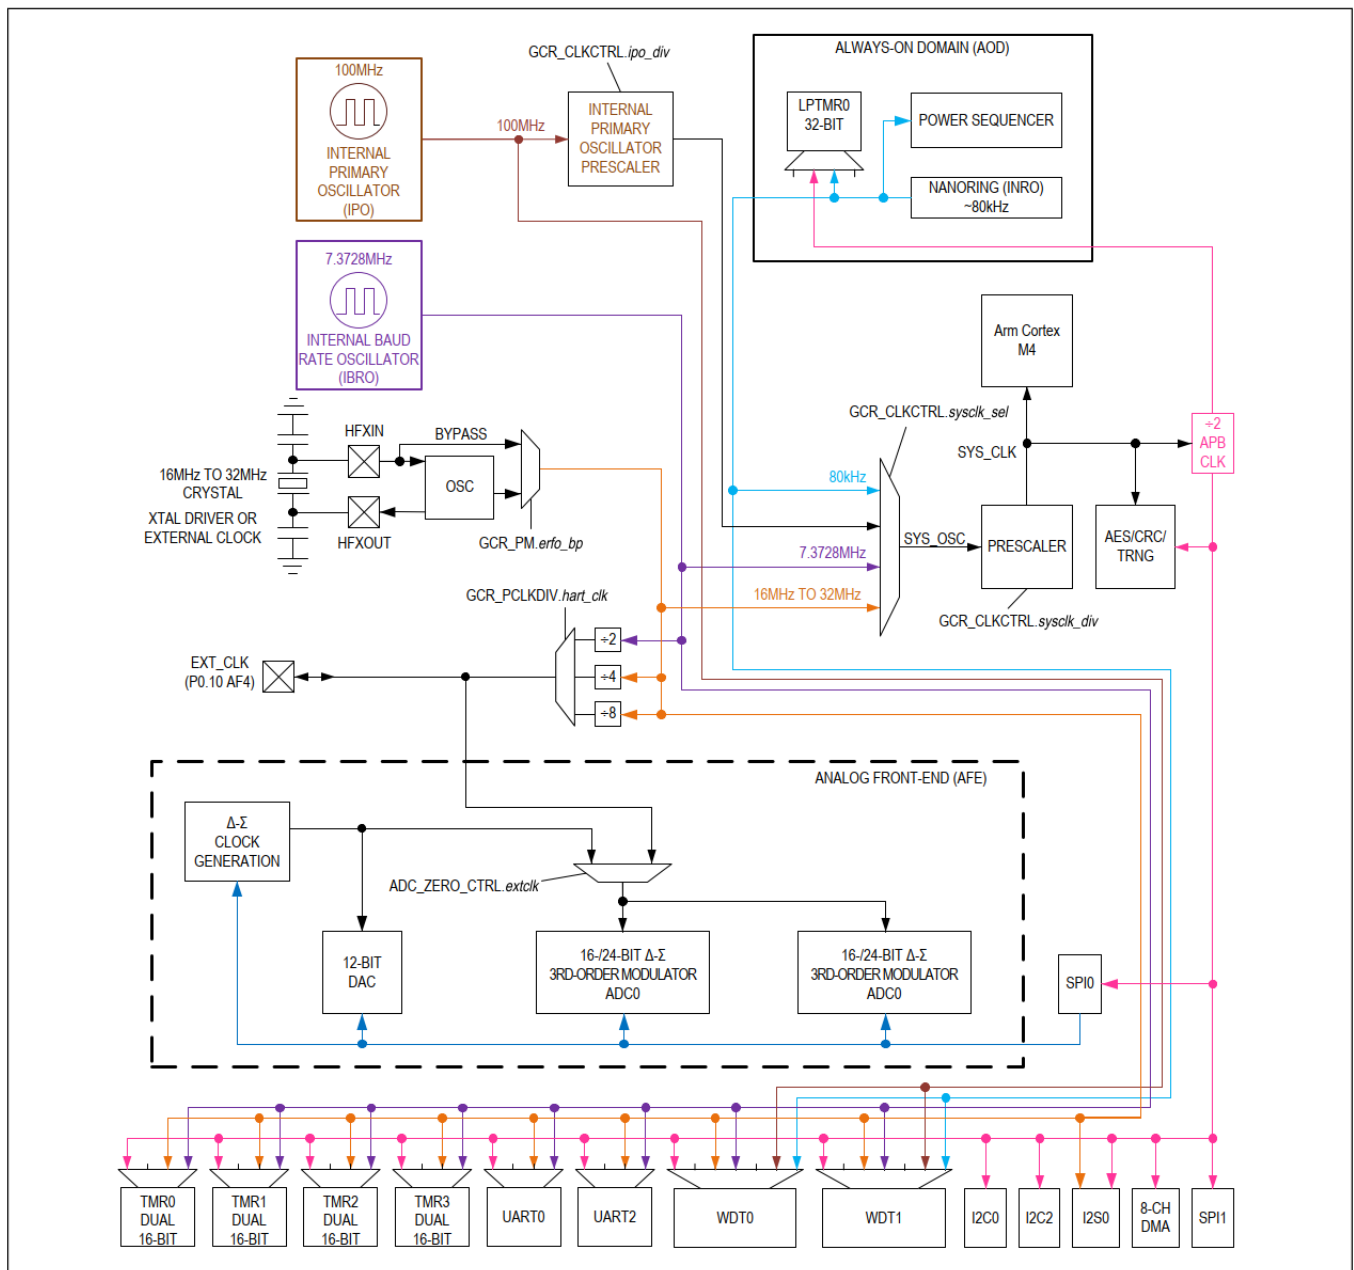 GCR_CLKCTRL.ipo_div
ALWAYS-ON DOMAIN (AOD)
100MHz
INTERNAL
PRIMARY
OSCILLATOR
(IPO)
100MHz
INTERNAL
PRIMARY
OSCILLATOR
PRESCALER
LPTMR0
32-BIT
POWER SEQUENCER
NANORING (INRO)
~80kHz
7.3728MHz
INTERNAL BAUD
RATE OSCILLATOR
(IBRO)
Arm Cortex
M4
GCR_CLKCTRL.sysclk_sel
HFXIN
BYPASS
16MHz TO 32MHz
CRYSTAL
OSC
XTAL DRIVER OR
EXTERNAL CLOCK
HFXOUT
GCR_PM.erfo_bp
80kHz
SYS_CLK
÷2
APB
CLK
SYS_OSC
PRESCALER
AES/CRC/
TRNG
7.3728MHz
16MHz TO 32MHz
GCR_CLKCTRL.sysclk_div
GCR_PCLKDIV.hart_clk
÷2
÷4
÷8
EXT_CLK
(P0.10 AF4)
ANALOG FRONT-END (AFE)
Δ-Σ
CLOCK
GENERATION
ADC_ZERO_CTRL.extclk
12-BIT
DAC
16-/24-BIT Δ-Σ
3RD-ORDER MODULATOR
ADC0
16-/24-BIT Δ-Σ
3RD-ORDER MODULATOR
ADC0
SPI0
TMR0
DUAL
16-BIT
TMR1
DUAL
16-BIT
TMR2
DUAL
16-BIT
TMR3
DUAL
16-BIT
UART0
UART2
WDT0
WDT1
I2C0
I2C2
I2S0
8-CH
DMA
SPI1